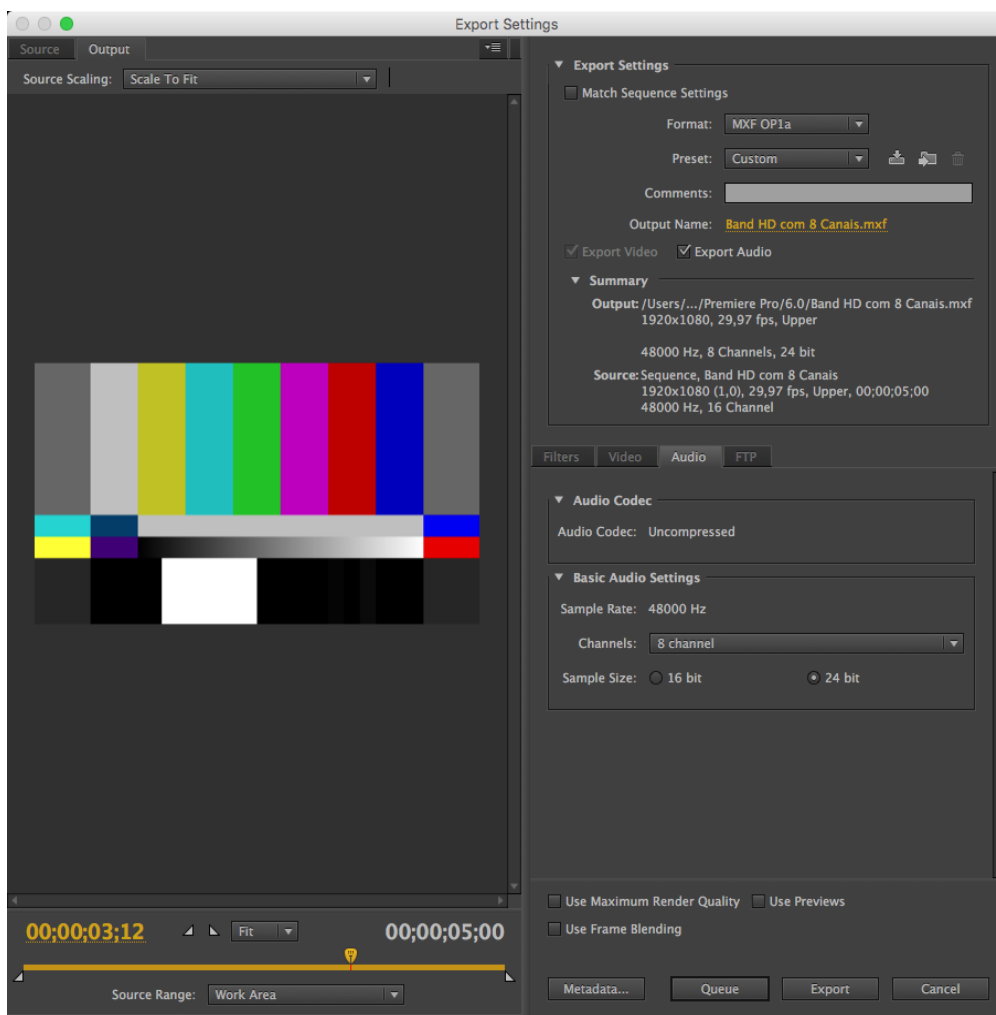 Export Settings
Source Output
Source Scaling: Scale To Fit
00;00;03;12 Fit 00;00;05;00
Source Range: Work Area
Export Settings
Match Sequence Settings
Format: MXF OP1a
Preset: Custom
Comments:
Output Name: Band HD com 8 Canais.mxf
Export Video Export Audio
Summary
Output: /Users/.../Premiere Pro/6.0/Band HD com 8 Canais.mxf
1920x1080, 29,97 fps, Upper
48000 Hz, 8 Channels, 24 bit
Source: Sequence, Band HD com 8 Canais
1920x1080 (1,0), 29,97 fps, Upper, 00;00;05;00
48000 Hz, 16 Channel
Filters Video Audio FTP
Audio Codec
Audio Codec: Uncompressed
Basic Audio Settings
Sample Rate: 48000 Hz
Channels: 8 channel
Sample Size: 16 bit 24 bit
Use Maximum Render Quality Use Previews
Use Frame Blending
Metadata... Queue Export Cancel